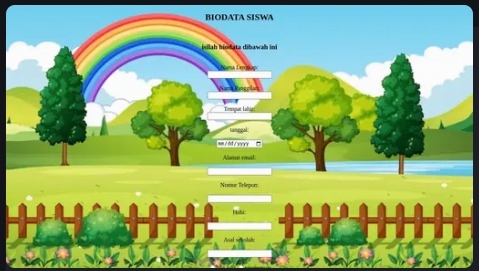 BIODATA SISWA
isilah biodata dibawah ini
Nama Lengkap:
Nama Panggilan:
Tempat lahir:
tanggal:
mm/dd/yyyy
Alamat email:
Nomor Telepon:
Hobi:
Asal sekolah: